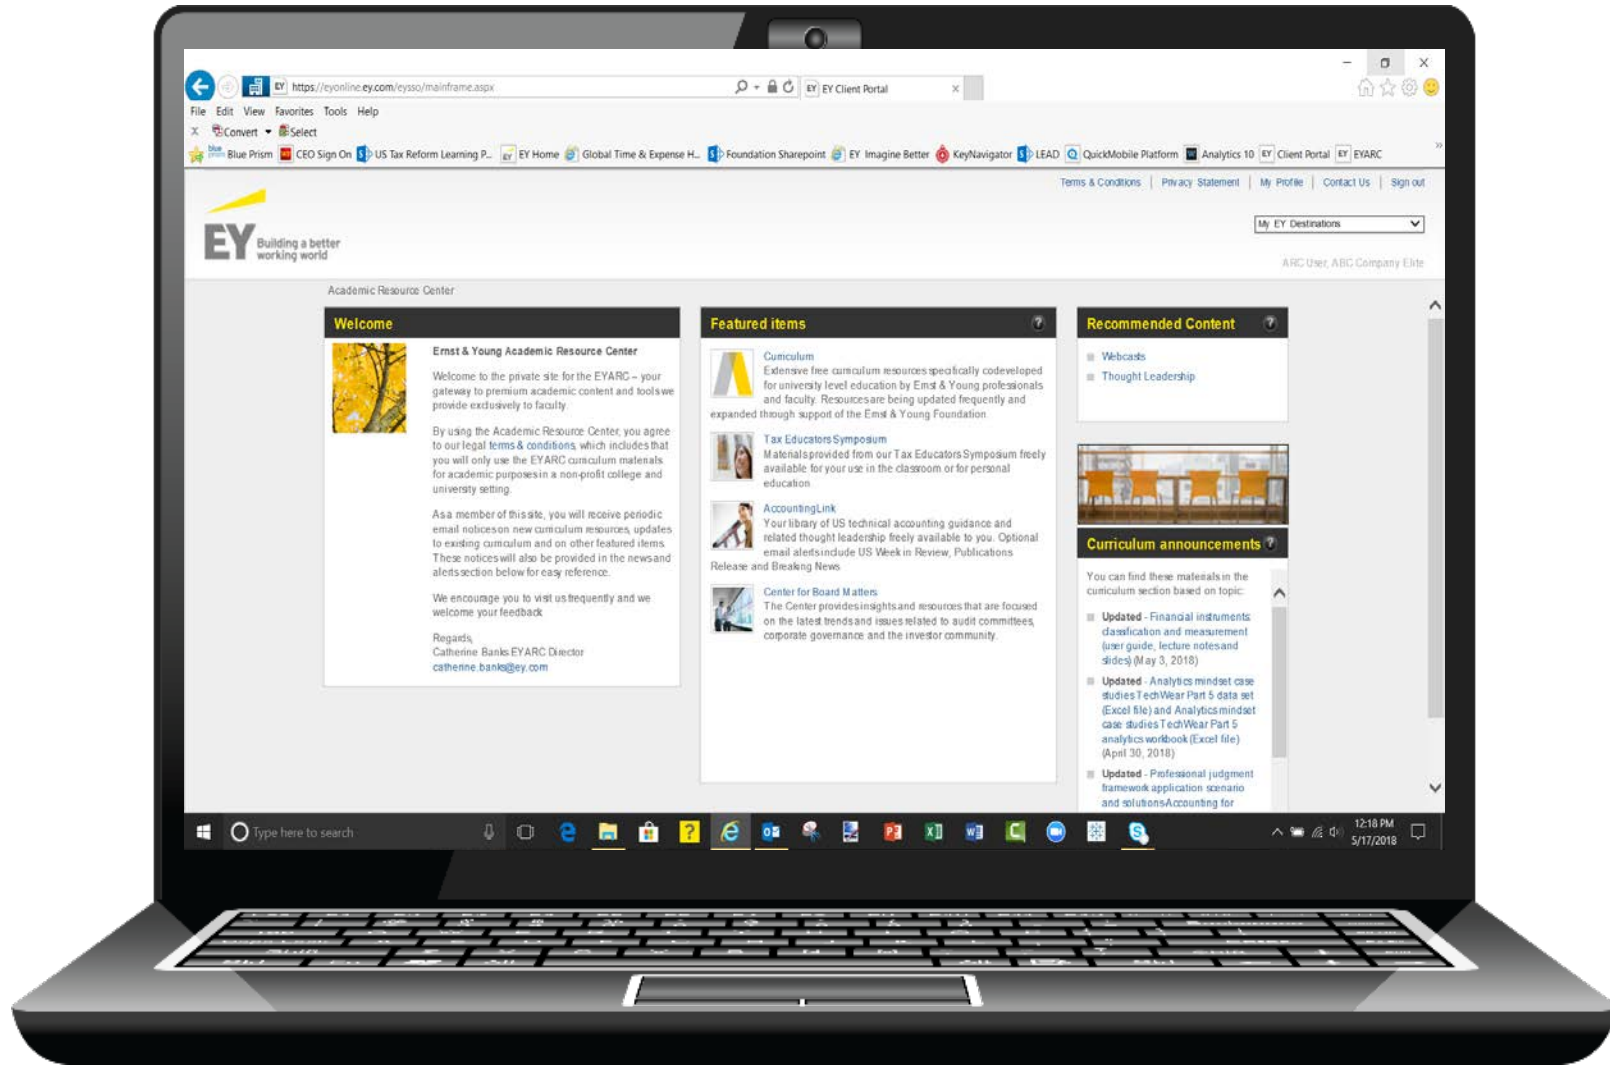 https://eyonline.ey.com/eysso/mainframe.aspx
EY Client Portal
File Edit View Favorites Tools Help
Convert Select
Blue Prism CEO Sign On US Tax Reform Learning P... EY Home Global Time & Expense H... Foundation Sharepoint EY Imagine Better KeyNavigator LEAD QuickMobile Platform Analytics 10 Client Portal EYARC
Terms & Conditions | Privacy Statement | My Profile | Contact Us | Sign out
My EY Destinations
EY Building a better
working world
ARC User, ABC Company Elite
Academic Resource Center
Welcome
Ernst & Young Academic Resource Center
Welcome to the private site for the EYARC – your
gateway to premium academic content and tools we
provide exclusively to faculty.
By using the Academic Resource Center, you agree
to our legal terms & conditions, which includes that
you will only use the EYARC curriculum materials
for academic purposes in a non-profit college and
university setting.
As a member of this site, you will receive periodic
email notices on new curriculum resources, updates
to existing curriculum and on other featured items.
These notices will also be provided in the news and
alerts section below for easy reference.
We encourage you to visit us frequently and we
welcome your feedback
Regards,
Catherine Banks EYARC Director
catherine.banks@ey.com
Featured items
Curriculum
Extensive free curriculum resources specifically codeveloped
for university level education by Ernst & Young professionals
and faculty. Resources are being updated frequently and
expanded through support of the Ernst & Young Foundation.
Tax Educators Symposium
Materials provided from our Tax Educators Symposium freely
available for your use in the classroom or for personal
education
AccountingLink
Your library of US technical accounting guidance and
related thought leadership freely available to you. Optional
email alerts include US Week in Review, Publications
Release and Breaking News
Center for Board Matters
The Center provides insights and resources that are focused
on the latest trends and issues related to audit committees,
corporate governance and the investor community.
Recommended Content
Webcasts
Thought Leadership
Curriculum announcements
You can find these materials in the
curriculum section based on topic:
Updated - Financial instruments:
classification and measurement
(user guide, lecture notes and
slides) (May 3, 2018)
Updated - Analytics mindset case
studies TechWear Part 5 data set
(Excel file) and Analytics mindset
case studies TechWear Part 5
analytics workbook (Excel file)
(April 30, 2018)
Updated - Professional judgment
framework application scenario
and solutions Accounting for
Type here to search
12:18 PM
5/17/2018